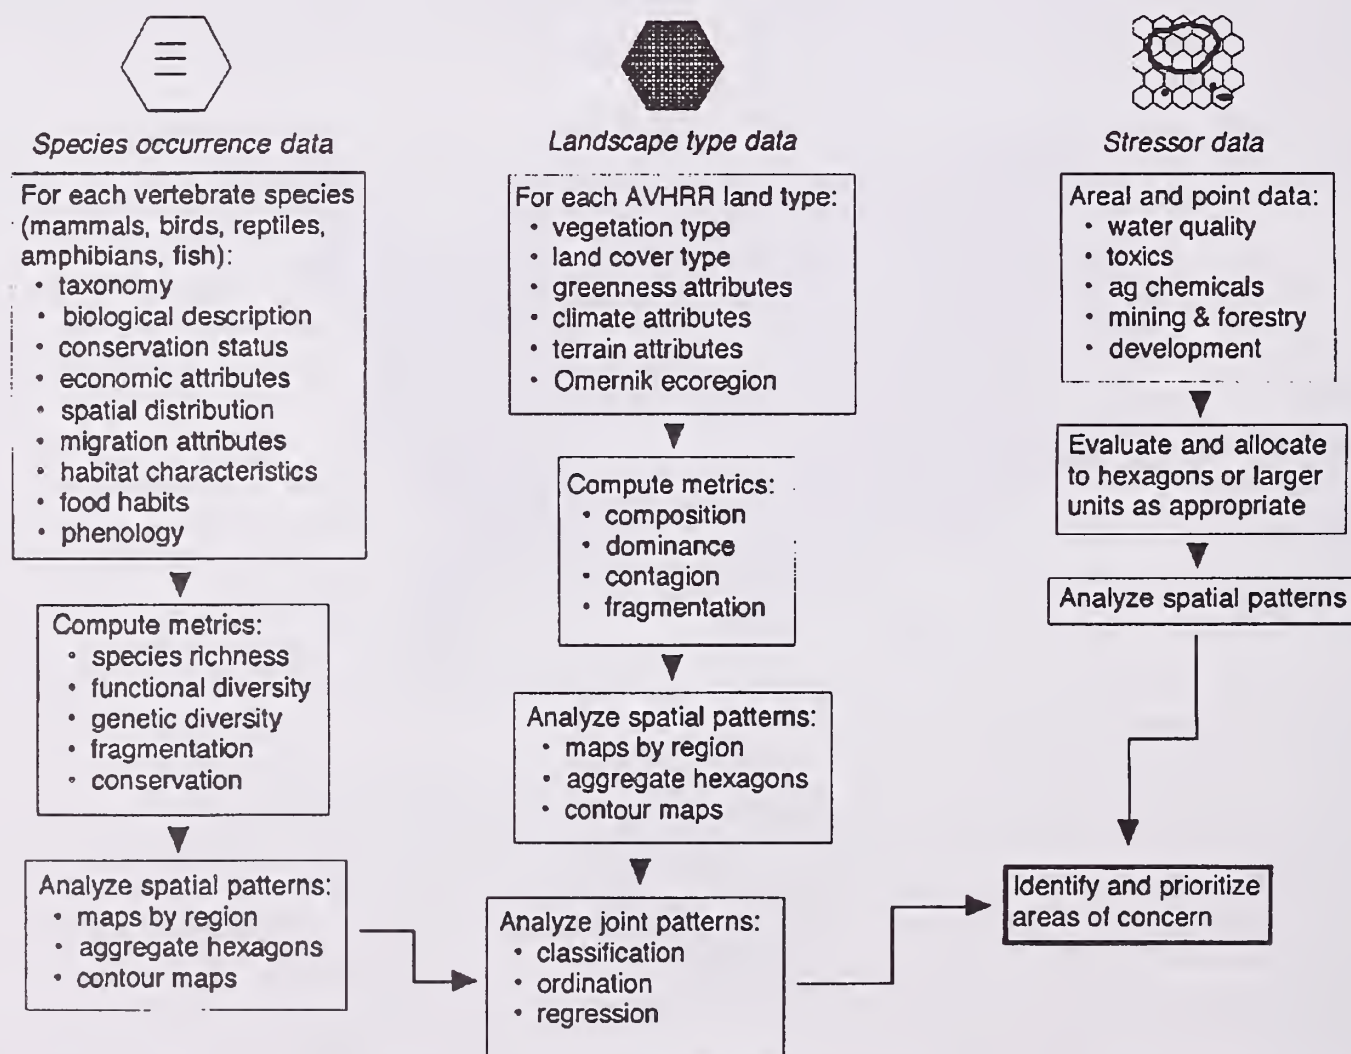 Species occurrence data
For each vertebrate species
(mammals, birds, reptiles,
amphibians, fish):
• taxonomy
• biological description
• conservation status
• economic attributes
• spatial distribution
• migration attributes
• habitat characteristics
• food habits
• phenology
Compute metrics:
• species richness
• functional diversity
• genetic diversity
• fragmentation
• conservation
Analyze spatial patterns:
• maps by region
• aggregate hexagons
• contour maps
Landscape type data
For each AVHRR land type:
• vegetation type
• land cover type
• greenness attributes
• climate attributes
• terrain attributes
• Omernik ecoregion
Compute metrics:
• composition
• dominance
• contagion
• fragmentation
Analyze spatial patterns:
• maps by region
• aggregate hexagons
• contour maps
Analyze joint patterns:
• classification
• ordination
• regression
Stressor data
Areal and point data:
• water quality
• toxics
• ag chemicals
• mining & forestry
• development
Evaluate and allocate
to hexagons or larger
units as appropriate
Analyze spatial patterns
Identify and prioritize
areas of concern